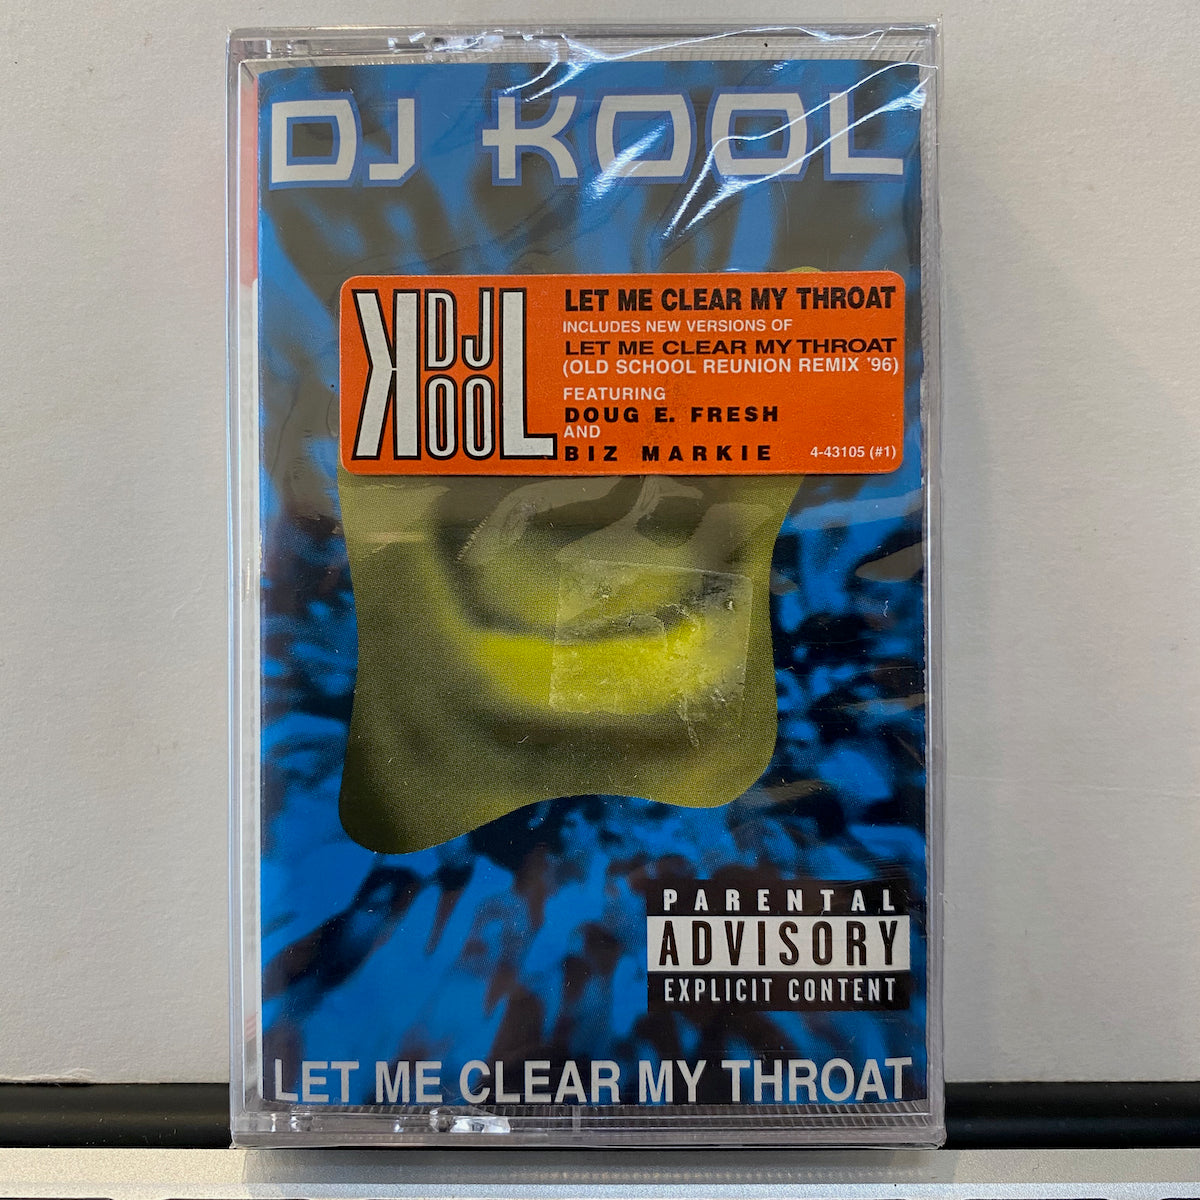 DJ KOOL
DJ
KOOL
LET ME CLEAR MY THROAT
INCLUDES NEW VERSIONS OF
LET ME CLEAR MY THROAT
(OLD SCHOOL REUNION REMIX '96)
FEATURING
DOUG E. FRESH
AND
BIZ MARKIE
4-43105 (#1)
PARENTAL
ADVISORY
EXPLICIT CONTENT
LET ME CLEAR MY THROAT